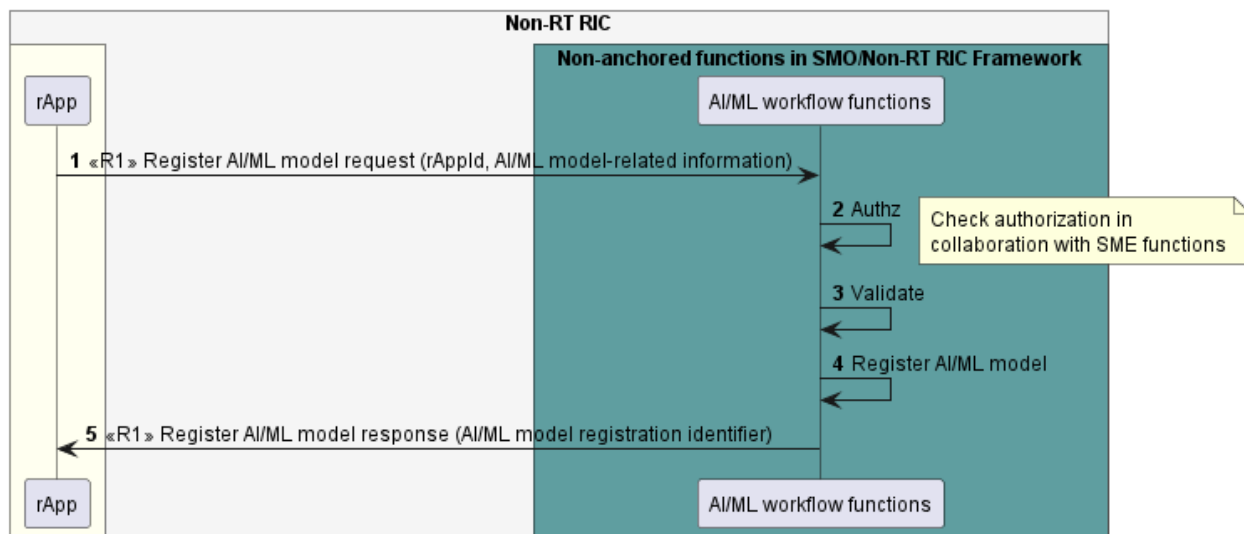 Non-RT RIC
Non-anchored functions in SMO/Non-RT RIC Framework
rApp
AI/ML workflow functions
1 «R1» Register AI/ML model request (rAppId, AI/ML model-related information)
2 Authz
Check authorization in
collaboration with SME functions
3 Validate
4 Register AI/ML model
5 «R1» Register AI/ML model response (AI/ML model registration identifier)
rApp
AI/ML workflow functions